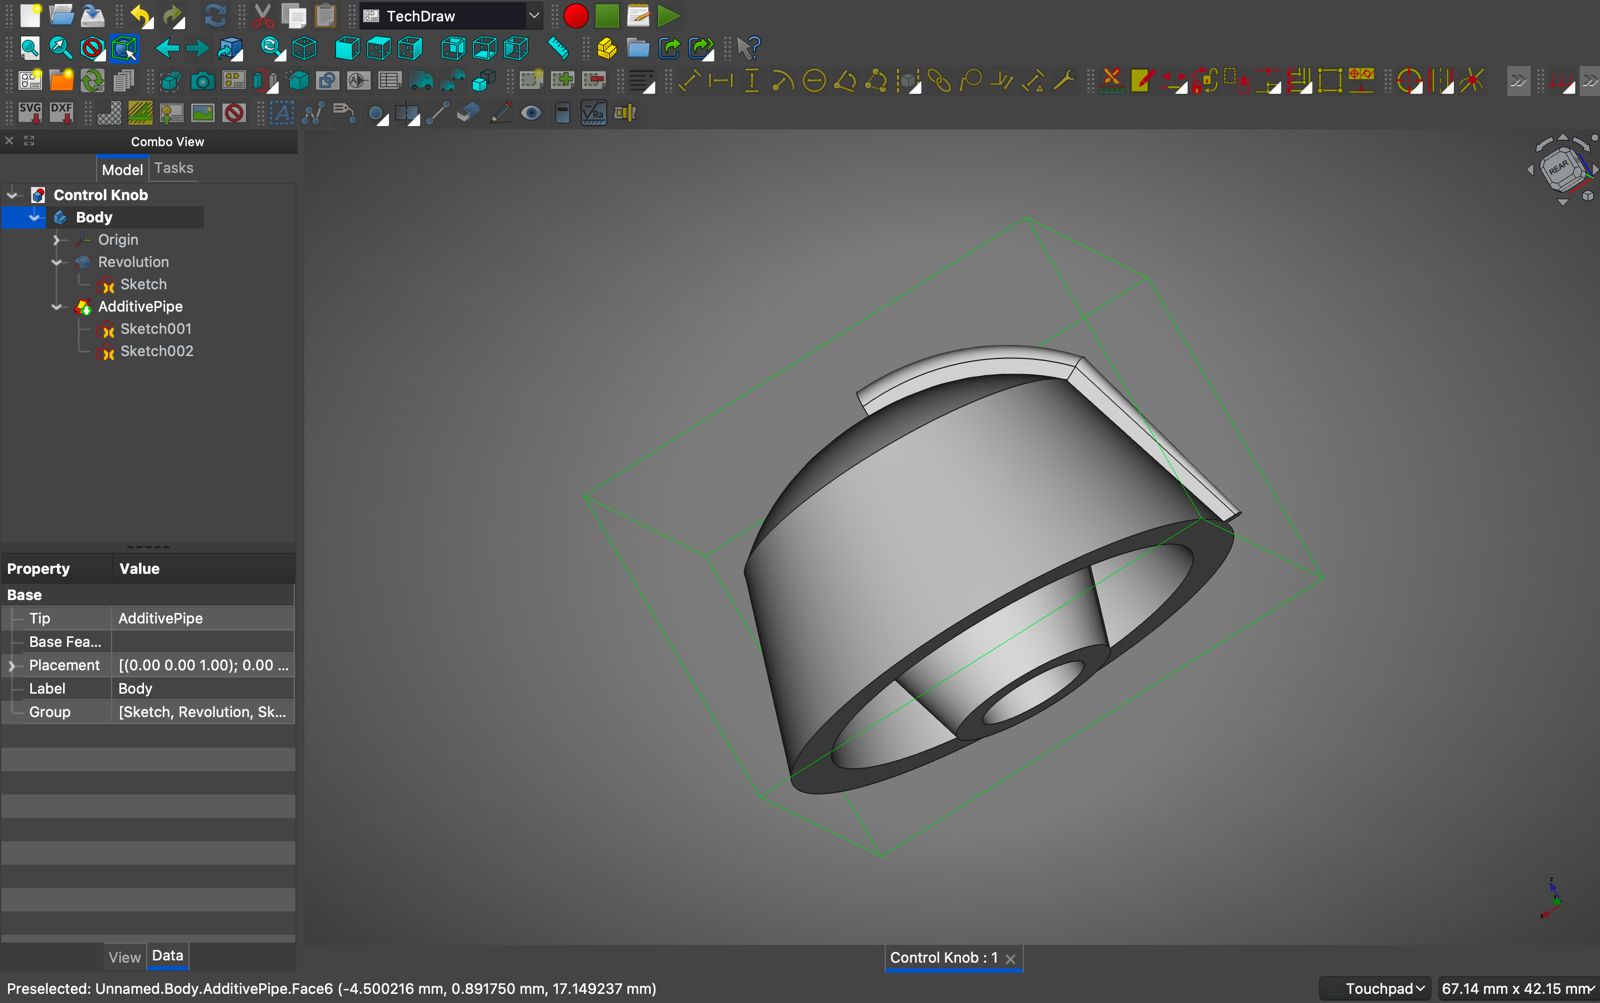 TechDraw
SVG
DXF
A
Ra
Combo View
Model
Tasks
Control Knob
Body
Origin
Revolution
Sketch
AdditivePipe
Sketch001
Sketch002
Property
Value
Base
Tip
AdditivePipe
Base Fea...
Placement
[(0.00 0.00 1.00); 0.00 ...
Label
Body
Group
[Sketch, Revolution, Sk...
View
Data
REAR
Z
X
Control Knob : 1
Preselected: Unnamed.Body.AdditivePipe.Face6 (-4.500216 mm, 0.891750 mm, 17.149237 mm)
Touchpad
67.14 mm x 42.15 mm